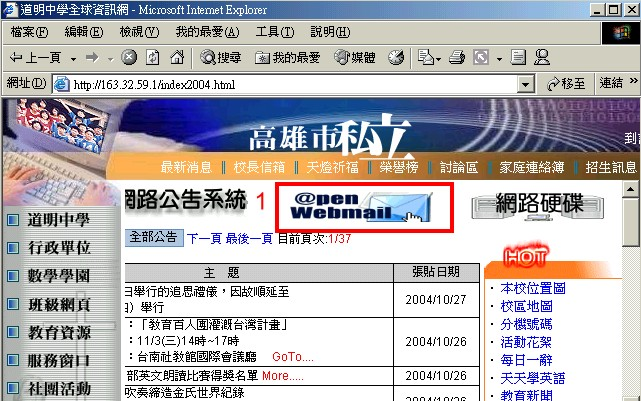 道明中學全球資訊網 - Microsoft Internet Explorer
檔案(F) 編輯(E) 檢視(V) 我的最愛(A) 工具(T) 說明(H)
上一頁 搜尋 我的最愛 媒體
網址(D) http://163.32.59.1/index2004.html 移至 連結 »
高雄市私立
到訪
最新消息 校長信箱 天燈祈福 榮譽榜 討論區 家庭連絡簿 招生訊息
網路公告系統 1 @pen Webmail 網路硬碟
道明中學
行政單位
數學學園
班級網頁
教育資源
服務窗口
社團活動
全部公告 下一頁 最後一頁 目前頁次:1/37
主 題 張貼日期
日舉行的追思禮儀，因故順延至
) 舉行 2004/10/27
：「教育百人團灌溉台灣計畫」
：11/3(三)14時~17時
：台南社教館國際會議廳 GoTo.... 2004/10/26
部英文朗讀比賽得獎名單 More..... 2004/10/26
吹奏締造金氏世界紀錄
2004/10/26
HOT
· 本校位置圖
· 校區地圖
· 分機號碼
· 活動花絮
· 每日一辭
· 天天學英語
· 教育新聞